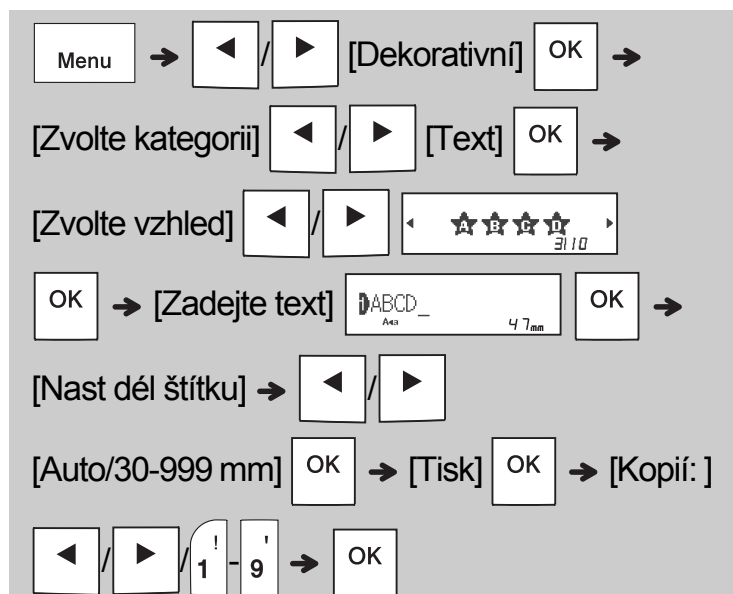 Menu → ◄ / ► [Dekorativní] OK →
[Zvolte kategorii] ◄ / ► [Text] OK →
[Zvolte vzhled] ◄ / ► ◄ A B C D ► 3110
OK → [Zadejte text] 1 ABCD_ A◄a 47mm OK →
[Nast dél štítku] → ◄ / ►
[Auto/30-999 mm] OK → [Tisk] OK → [Kopií: ]
◄ / ► / ! 1 - ' 9 → OK